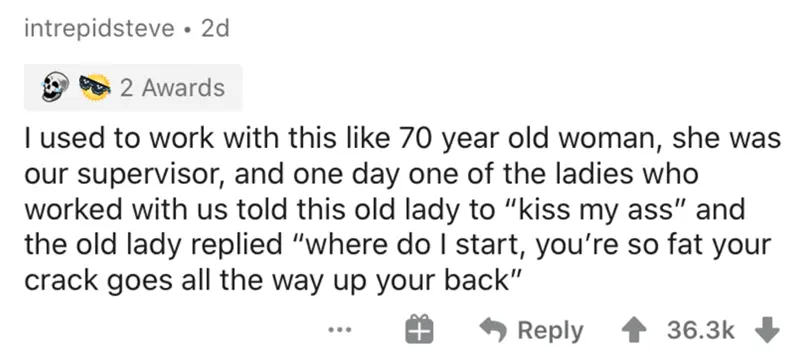 intrepidsteve • 2d
2 Awards
I used to work with this like 70 year old woman, she was
our supervisor, and one day one of the ladies who
worked with us told this old lady to “kiss my ass” and
the old lady replied “where do I start, you’re so fat your
crack goes all the way up your back”
... Reply 36.3k